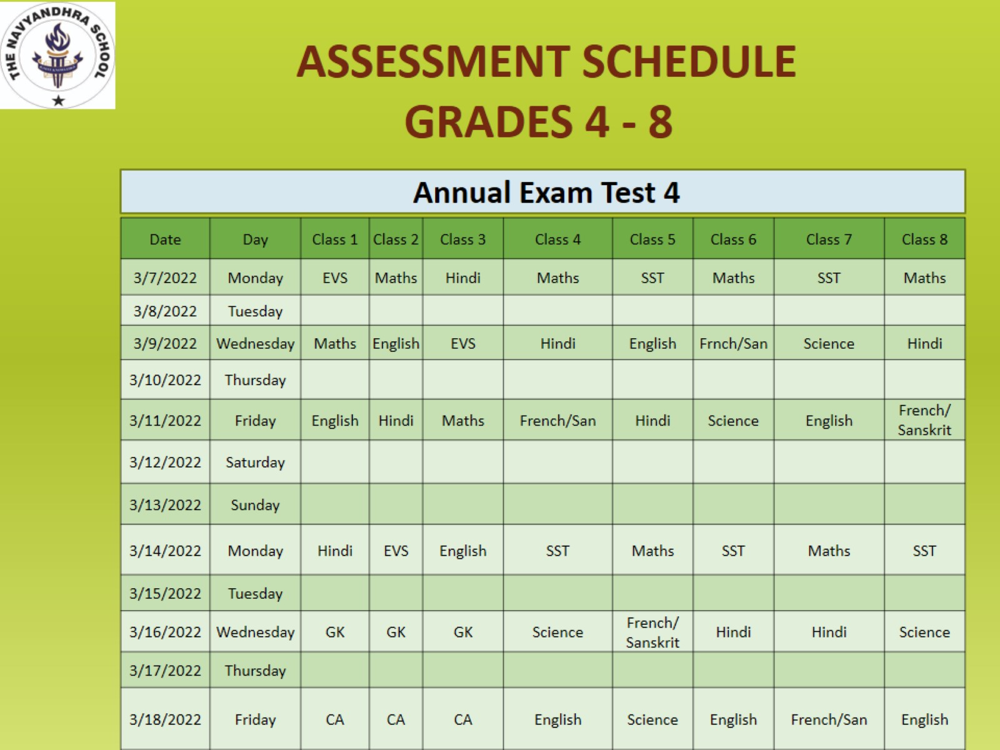 THE NAVYANDHRA SCHOOL
ASSESSMENT SCHEDULE
GRADES 4 - 8
Annual Exam Test 4
Date Day Class 1 Class 2 Class 3 Class 4 Class 5 Class 6 Class 7 Class 8
3/7/2022 Monday EVS Maths Hindi Maths SST Maths SST Maths
3/8/2022 Tuesday
3/9/2022 Wednesday Maths English EVS Hindi English Frnch/San Science Hindi
3/10/2022 Thursday
3/11/2022 Friday English Hindi Maths French/San Hindi Science English French/
Sanskrit
3/12/2022 Saturday
3/13/2022 Sunday
3/14/2022 Monday Hindi EVS English SST Maths SST Maths SST
3/15/2022 Tuesday
3/16/2022 Wednesday GK GK GK Science French/
Sanskrit Hindi Hindi Science
3/17/2022 Thursday
3/18/2022 Friday CA CA CA English Science English French/San English